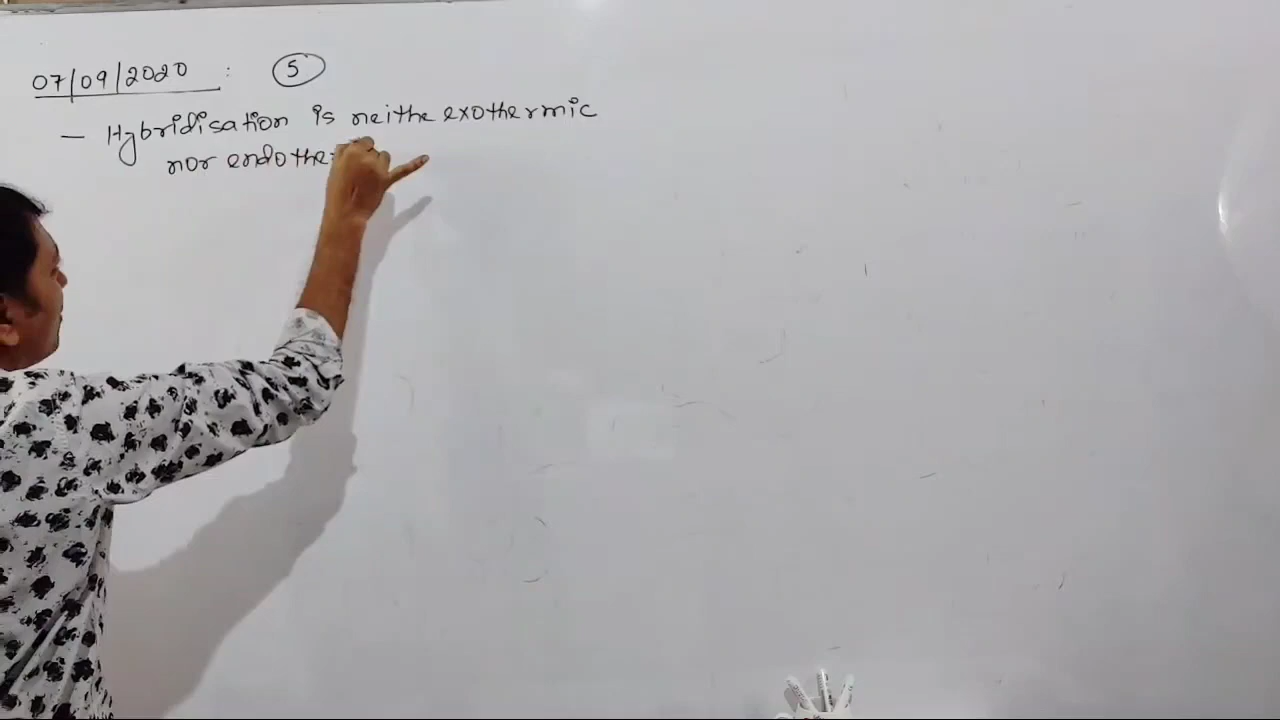 07/09/2020 : 5
- Hybridisation is neithe exothermic
nor endothe